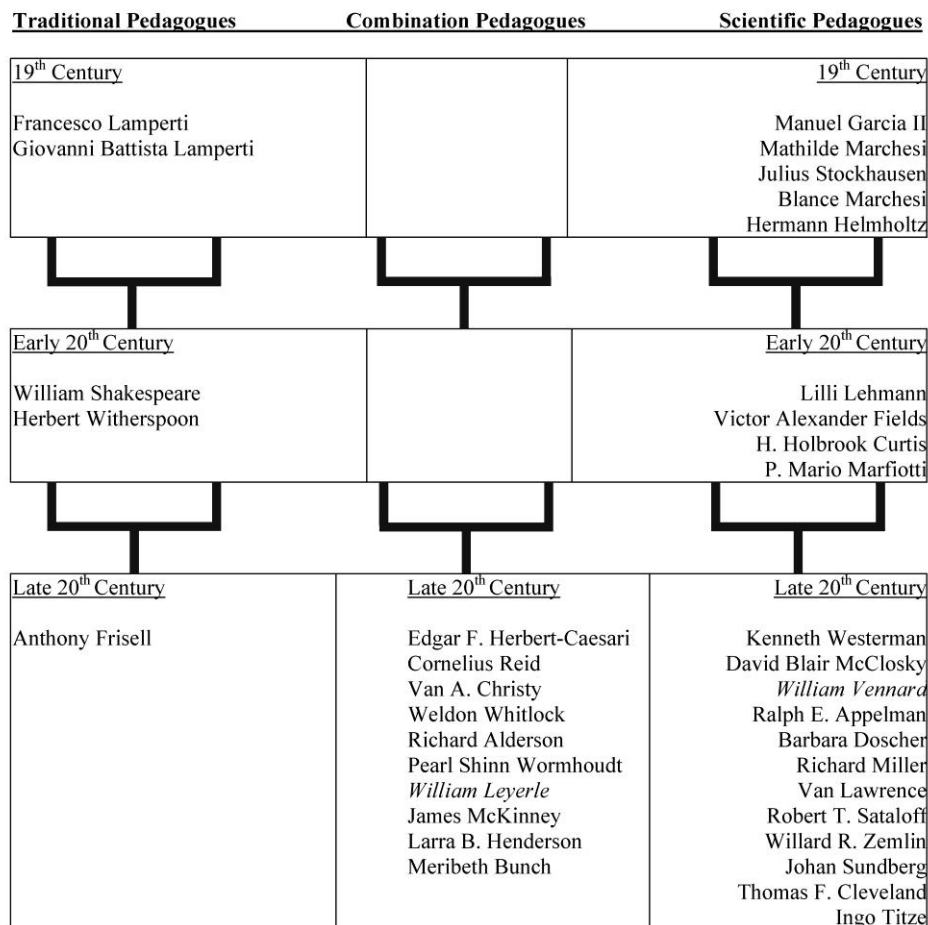 Traditional Pedagogues Combination Pedagogues Scientific Pedagogues
19th Century
Francesco Lamperti
Giovanni Battista Lamperti
19th Century
Manuel Garcia II
Mathilde Marchesi
Julius Stockhausen
Blance Marchesi
Hermann Helmholtz
Early 20th Century
William Shakespeare
Herbert Witherspoon
Early 20th Century
Lilli Lehmann
Victor Alexander Fields
H. Holbrook Curtis
P. Mario Marfiotti
Late 20th Century
Anthony Frisell
Late 20th Century
Edgar F. Herbert-Caesari
Cornelius Reid
Van A. Christy
Weldon Whitlock
Richard Alderson
Pearl Shinn Wormhoudt
William Leyerle
James McKinney
Larra B. Henderson
Meribeth Bunch
Late 20th Century
Kenneth Westerman
David Blair McClosky
William Vennard
Ralph E. Appelman
Barbara Doscher
Richard Miller
Van Lawrence
Robert T. Sataloff
Willard R. Zemlin
Johan Sundberg
Thomas F. Cleveland
Ingo Titze